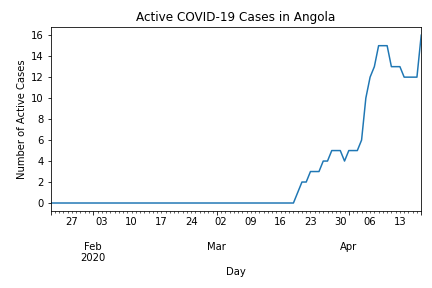 Active COVID-19 Cases in Angola
Number of Active Cases
16
14
12
10
8
6
4
2
0
27 03 10 17 24 02 09 16 23 30 06 13
Feb Mar Apr
2020
Day